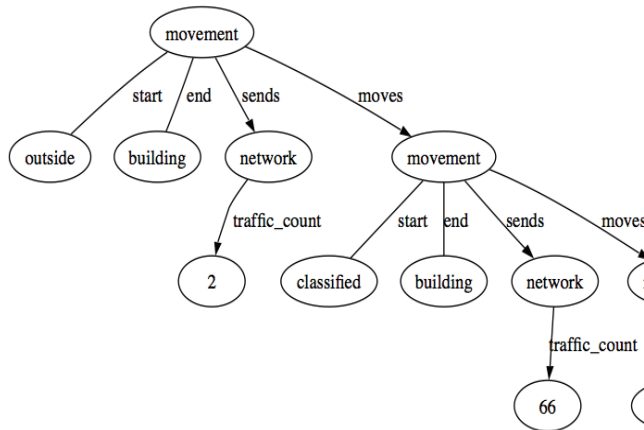 movement
start end sends moves
outside building network movement
traffic_count start end sends moves
2 classified building network
traffic_count
66